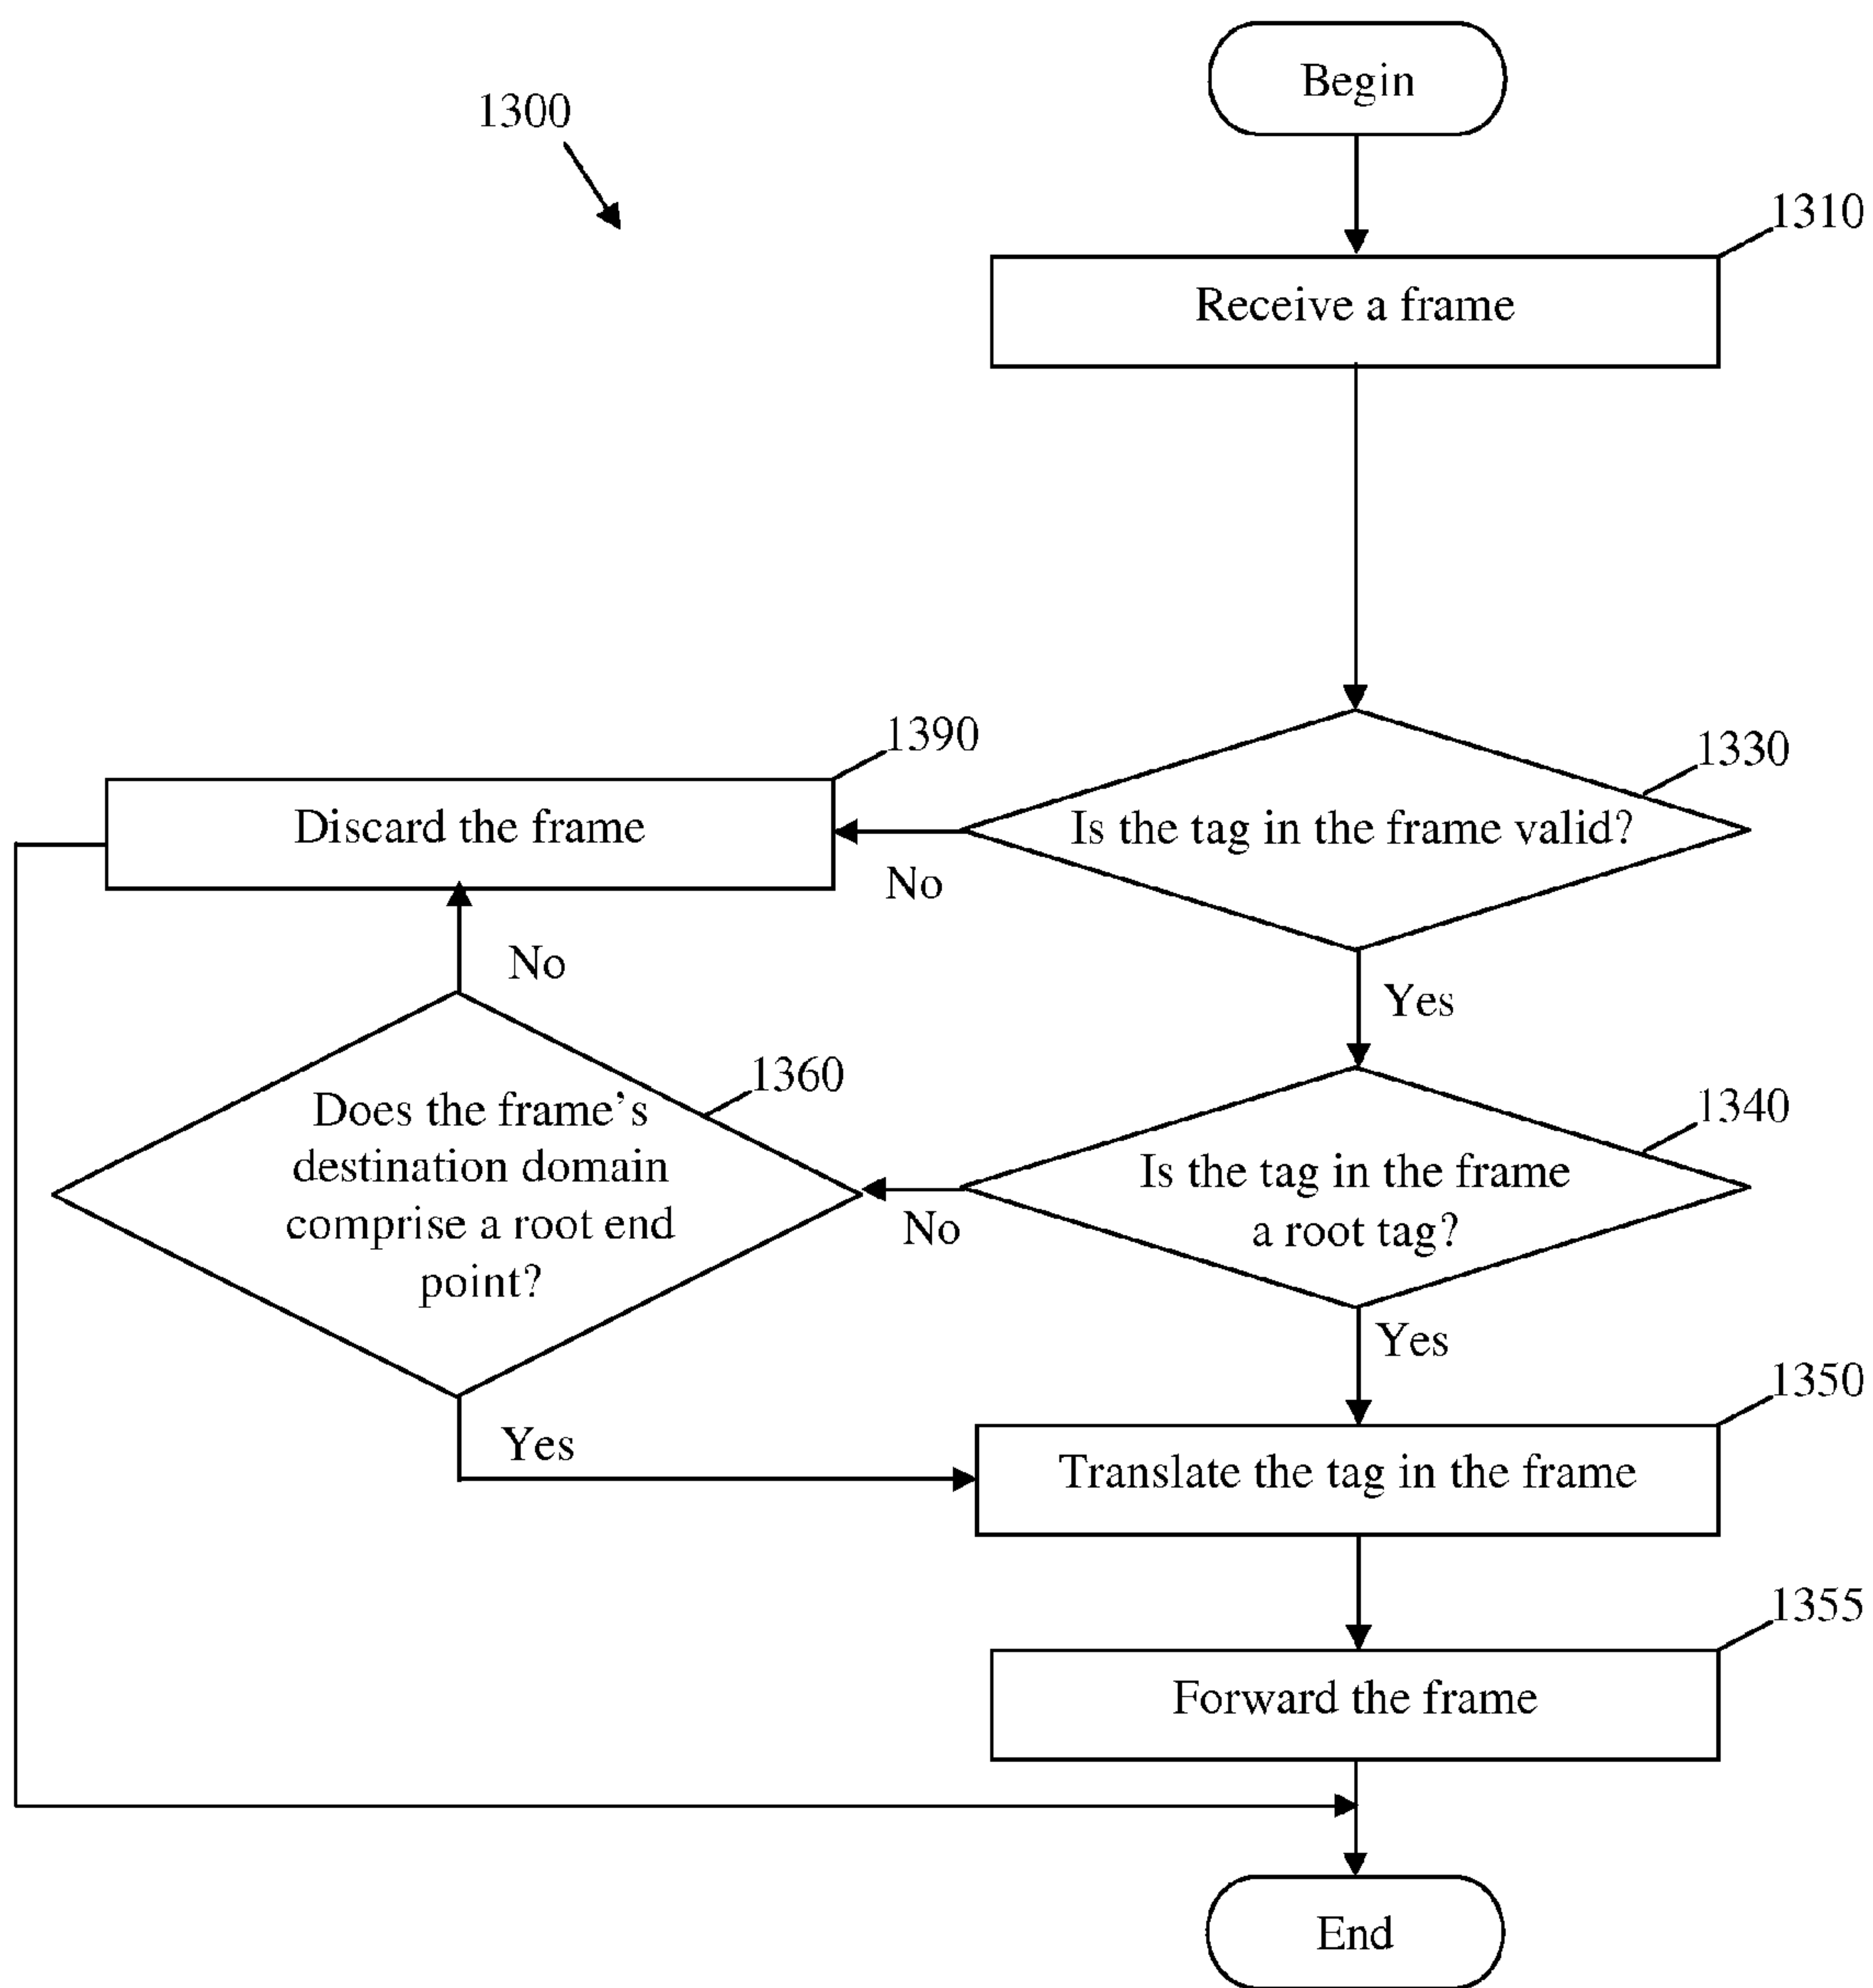 Begin
1300
1310
Receive a frame
1390
1330
Discard the frame
Is the tag in the frame valid?
No
No
Yes
1360
1340
Does the frame’s
destination domain
comprise a root end
point?
Is the tag in the frame
a root tag?
No
Yes
1350
Yes
Translate the tag in the frame
1355
Forward the frame
End